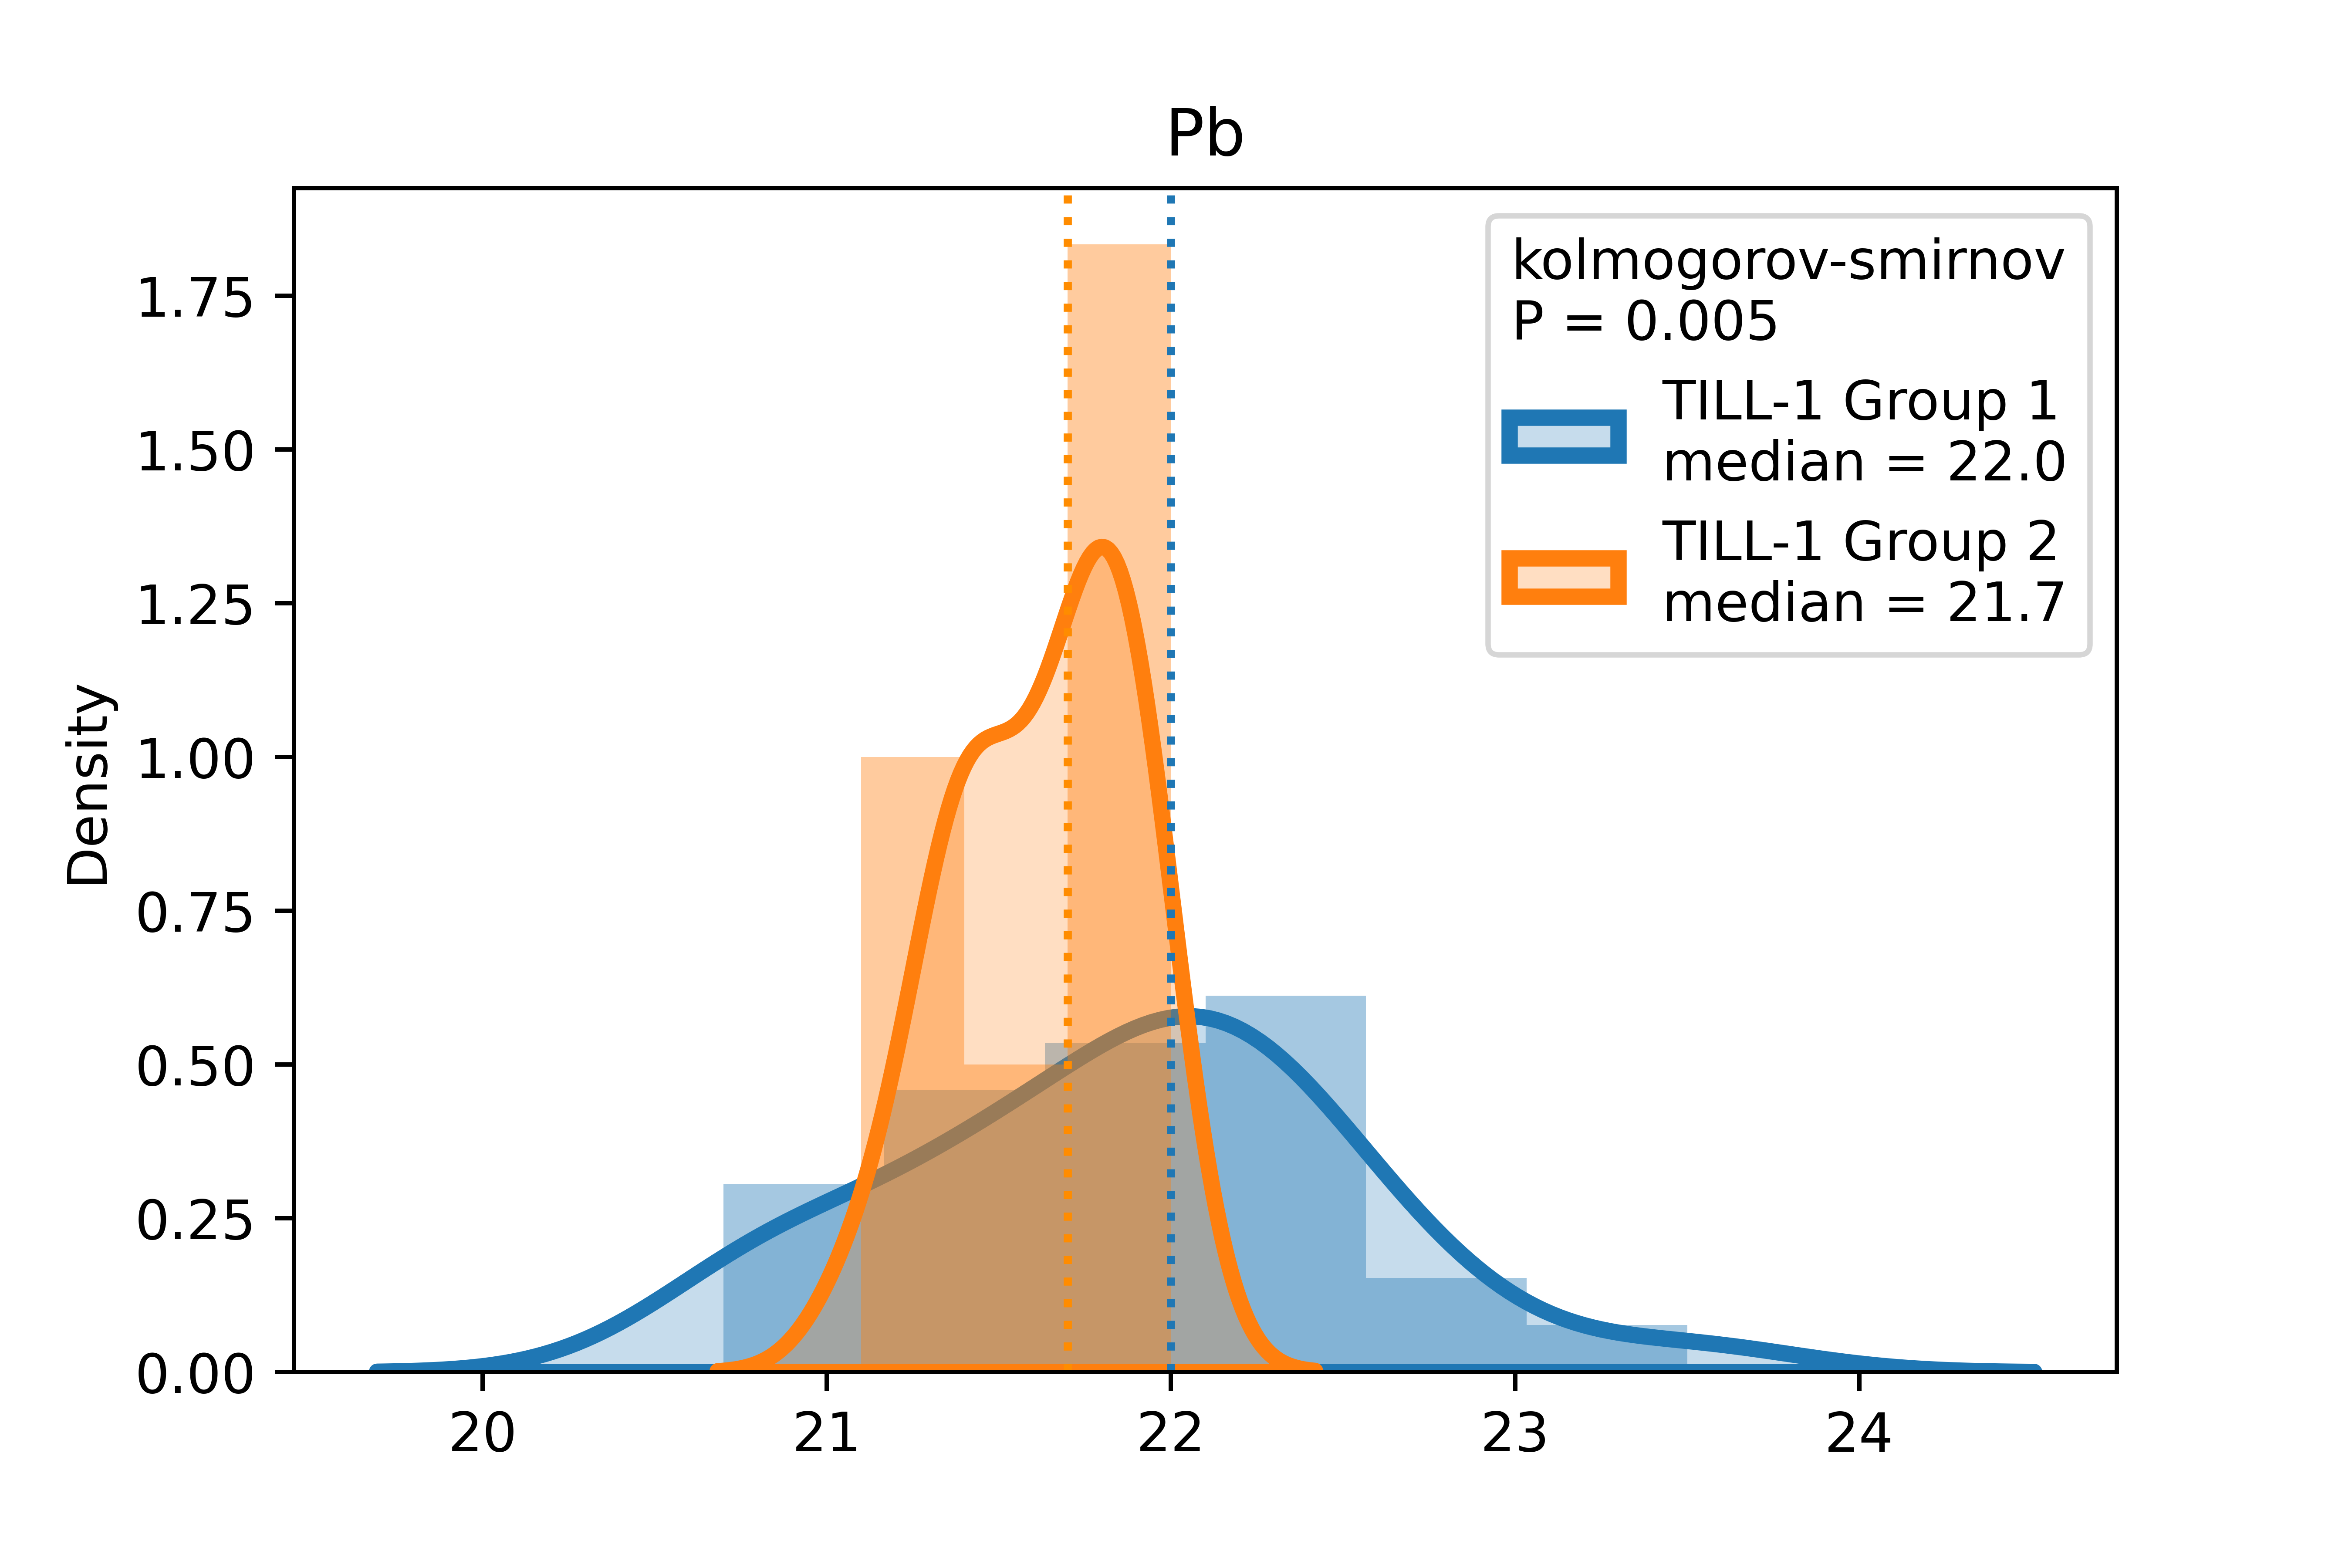 Pb
kolmogorov-smirnov
P = 0.005
TILL-1 Group 1
median = 22.0
TILL-1 Group 2
median = 21.7
Density
1.75
1.50
1.25
1.00
0.75
0.50
0.25
0.00
20 21 22 23 24